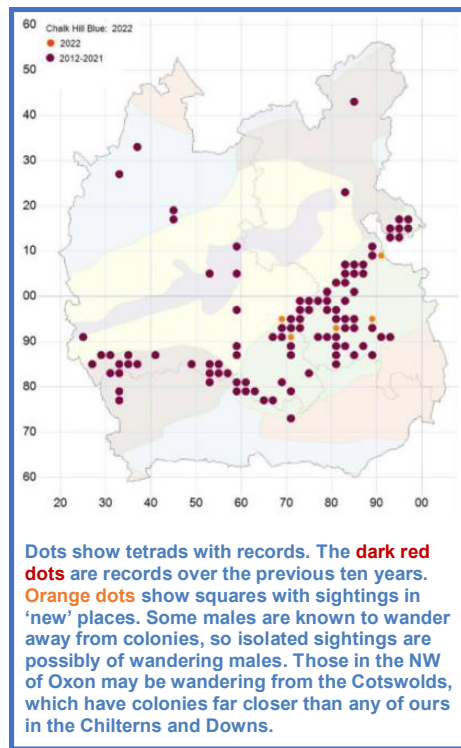 Chalk Hill Blue: 2022
2022
2012-2021
60
50
40
30
20
10
00
90
80
70
60
20 30 40 50 60 70 80 90 00
Dots show tetrads with records. The dark red
dots are records over the previous ten years.
Orange dots show squares with sightings in
‘new’ places. Some males are known to wander
away from colonies, so isolated sightings are
possibly of wandering males. Those in the NW
of Oxon may be wandering from the Cotswolds,
which have colonies far closer than any of ours
in the Chilterns and Downs.